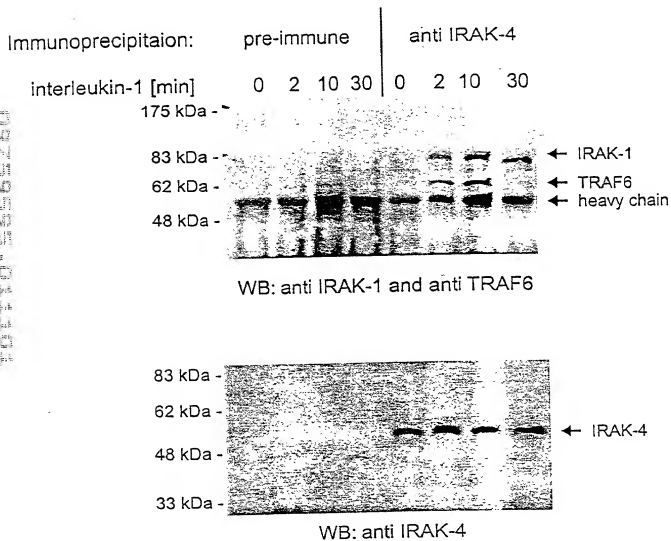 Immunoprecipitaion: pre-immune anti IRAK-4
interleukin-1 [min] 0 2 10 30 0 2 10 30
175 kDa -
83 kDa - ← IRAK-1
62 kDa - ← TRAF6
← heavy chain
48 kDa -
WB: anti IRAK-1 and anti TRAF6
83 kDa -
62 kDa -
← IRAK-4
48 kDa -
33 kDa -
WB: anti IRAK-4